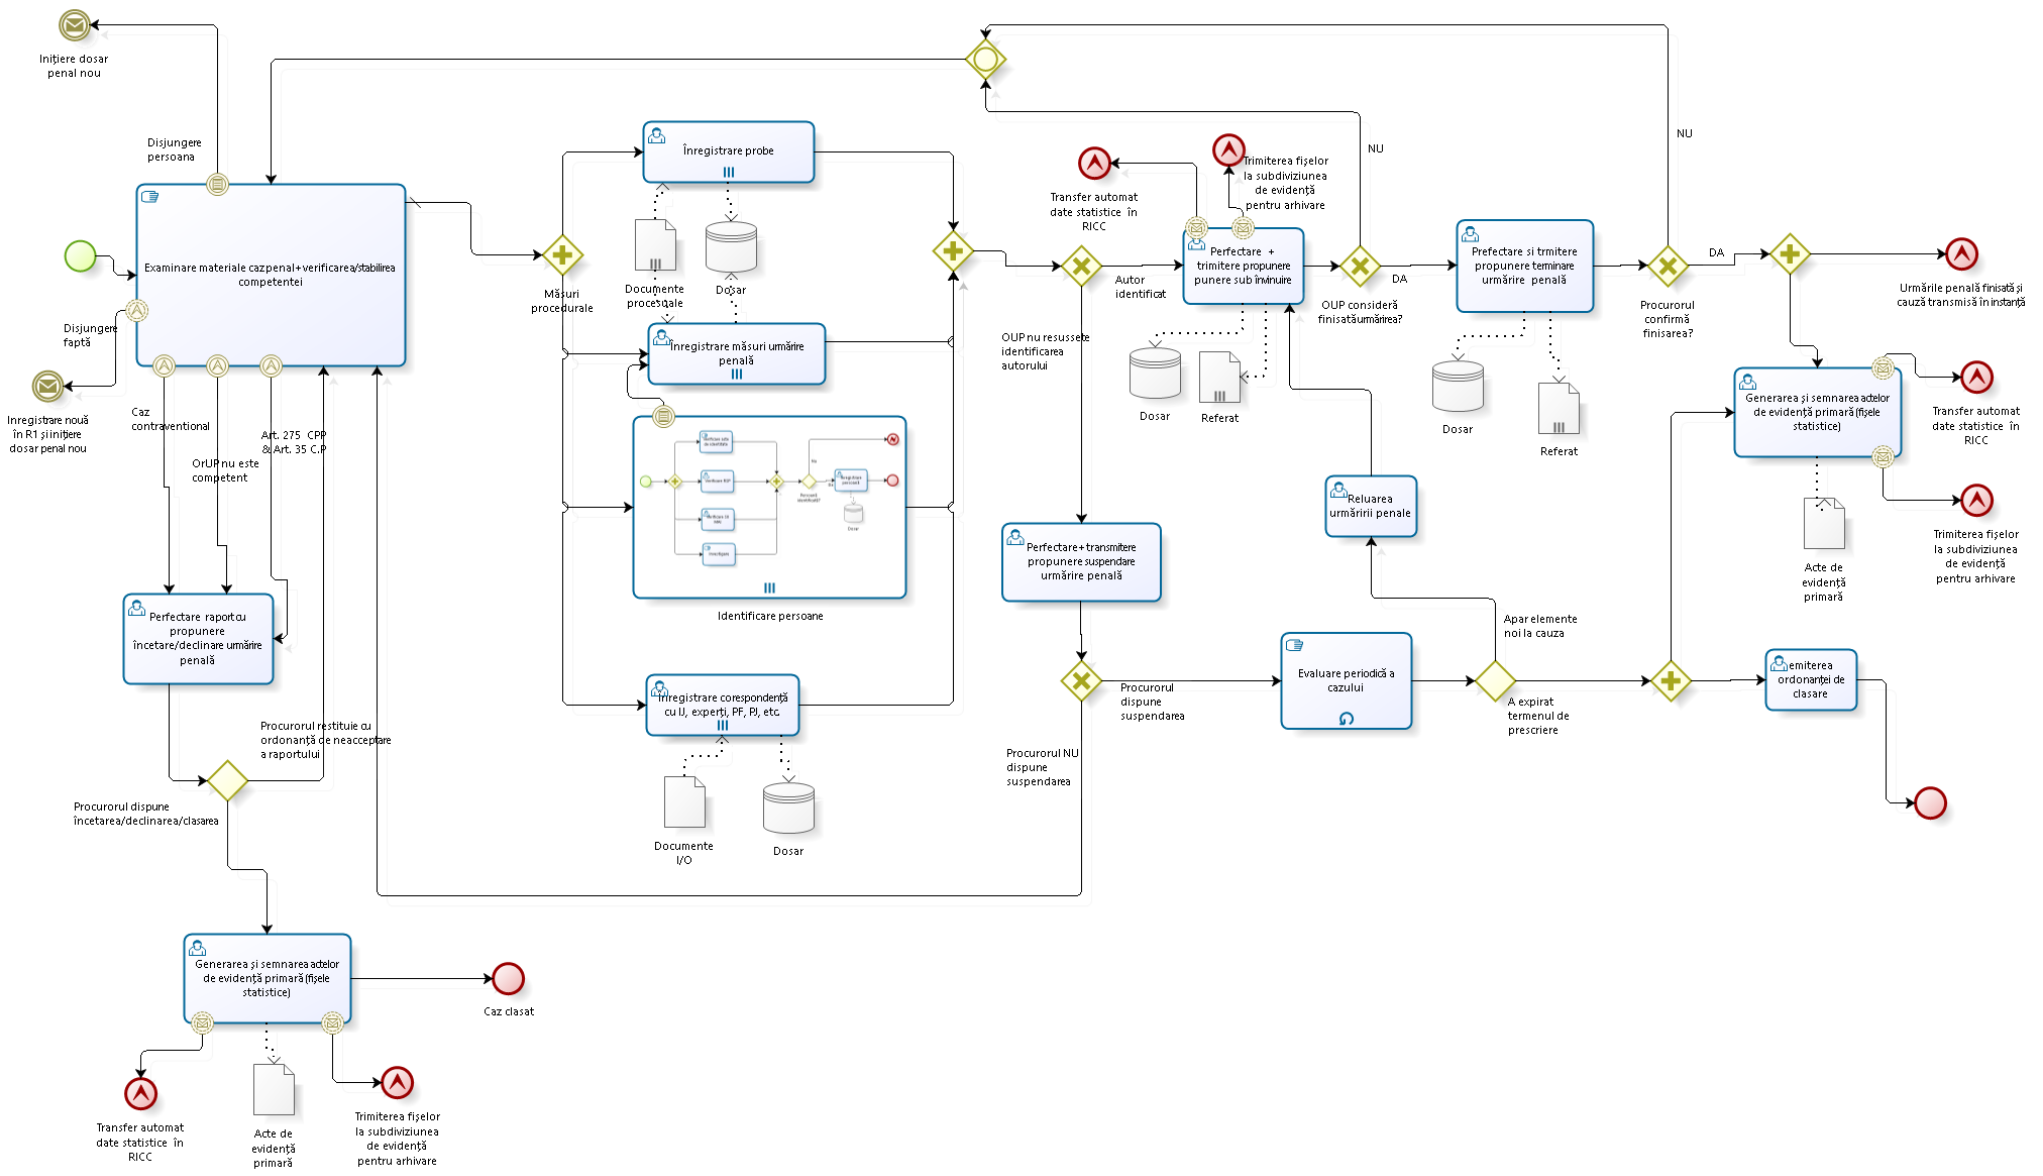 Inițiere dosar
penal nou
Disjungere
persoana
Examinare materiale caz penal + verificarea/stabilirea
competentei
Disjungere
faptă
Inregistrare nouă
în R1 și inițiere
dosar penal nou
Caz
contraventional
OrUP nu este
competent
Art. 275 CPP
& Art. 35 C.P
Perfectare raport cu
propunere
încetare/declinare urmărire
penală
Procurorul restituie cu
ordonanță de neacceptare
a raportului
Procurorul dispune
încetarea/declinarea/clasarea
Generarea și semnarea actelor
de evidență primară (fișele
statistice)
Caz clasat
Transfer automat
date statistice în
RICC
Acte de
evidență
primară
Trimiterea fișelor
la subdiviziunea
de evidență
pentru arhivare
Măsuri
procedurale
Înregistrare probe
Documente
procesuale
Dosar
Înregistrare măsuri urmărire
penală
Identificare persoane
Înregistrare corespondență
cu IJ, experți, PF, PJ, etc.
Documente
I/O
Dosar
Autor
identificat
OUP nu resussete
identificarea
autorului
Transfer automat
date statistice în
RICC
Trimiterea fișelor
la subdiviziunea
de evidență
pentru arhivare
Perfectare +
trimitere propunere
punere sub învinuire
Dosar
Referat
NU
DA
OUP consideră
finisată urmărirea?
Prefectare si trmitere
propunere terminare
urmărire penală
Dosar
Referat
NU
DA
Procurorul
confirmă
finisarea?
Urmările penală finisată și
cauză transmisă în instanță
Generarea și semnarea actelor
de evidență primară (fișele
statistice)
Transfer automat
date statistice în
RICC
Trimiterea fișelor
la subdiviziunea
de evidență
pentru arhivare
Acte de
evidență
primară
Reluarea
urmăririi penale
Perfectare + transmitere
propunere suspendare
urmărire penală
Procurorul
dispune
suspendarea
Procurorul NU
dispune
suspendarea
Evaluare periodică a
cazului
Apar elemente
noi la cauza
A expirat
termenul de
prescriere
emiterea
ordonanței de
clasare